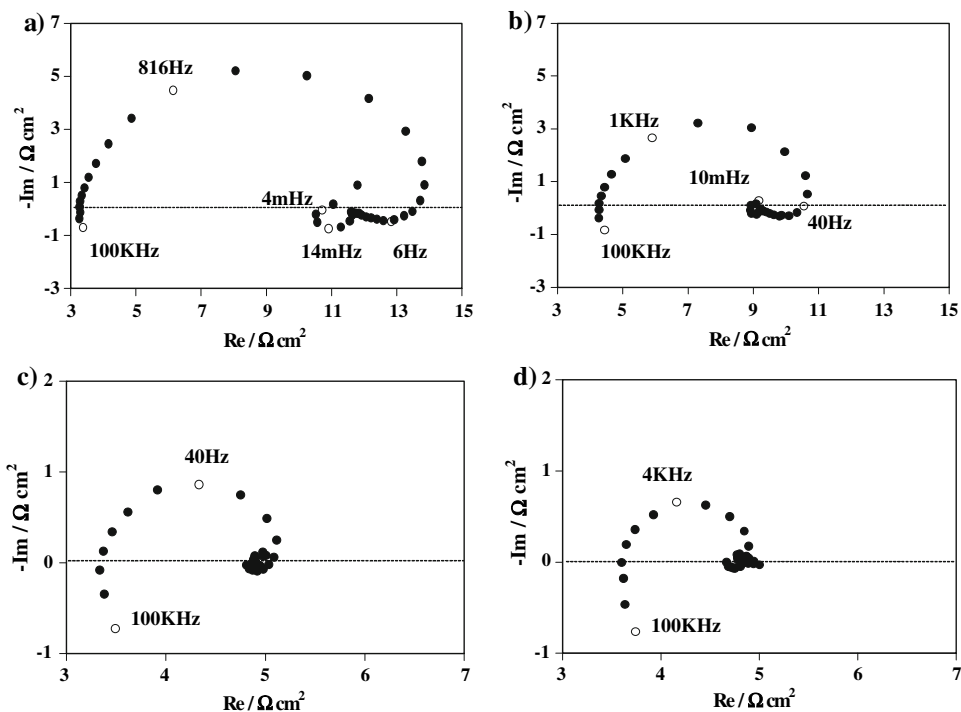 a)
7
5
3
1
-1
-3
-Im / Ω cm²
816Hz
4mHz
100KHz
14mHz
6Hz
3 5 7 9 11 13 15
Re / Ω cm²
b)
7
5
3
1
-1
-3
-Im / Ω cm²
1KHz
10mHz
40Hz
100KHz
3 5 7 9 11 13 15
Re / Ω cm²
c)
2
1
0
-1
-Im / Ω cm²
40Hz
100KHz
3 4 5 6 7
Re / Ω cm²
d)
2
1
0
-1
-Im / Ω cm²
4KHz
100KHz
3 4 5 6 7
Re / Ω cm²